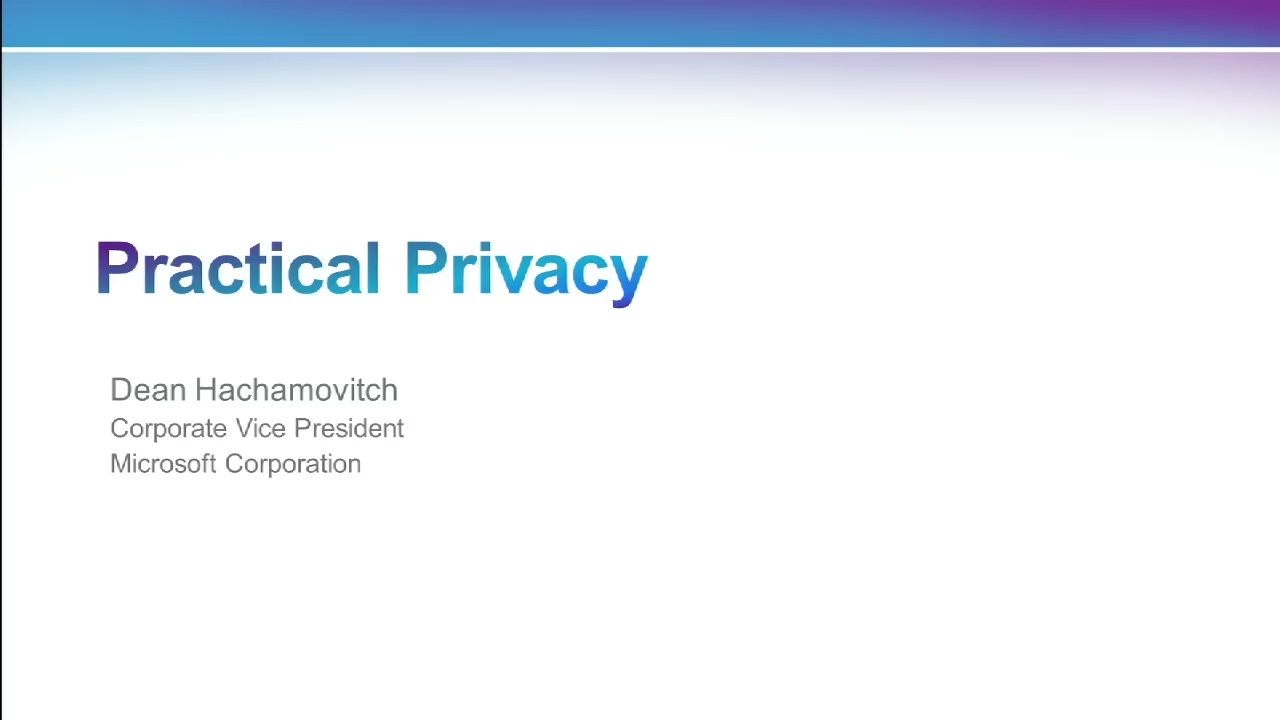 Practical Privacy
Dean Hachamovitch
Corporate Vice President
Microsoft Corporation